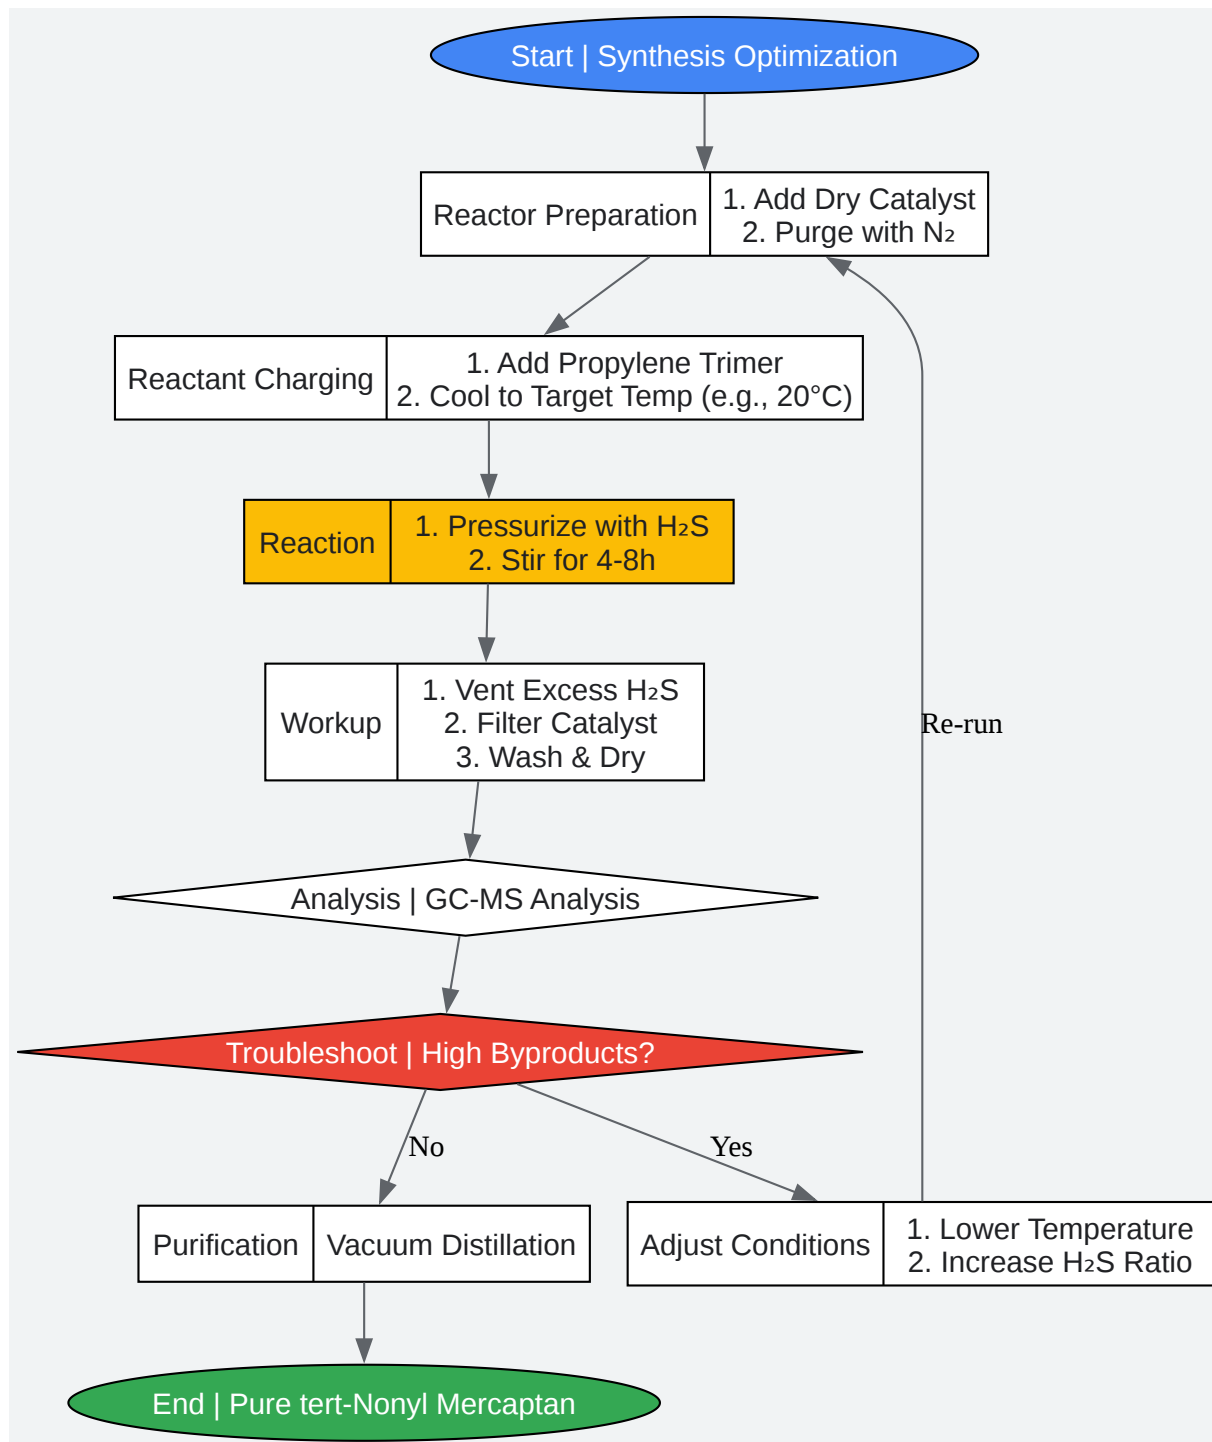 Start | Synthesis Optimization
Reactor Preparation
1. Add Dry Catalyst
2. Purge with N₂
Reactant Charging
1. Add Propylene Trimer
2. Cool to Target Temp (e.g., 20°C)
Reaction
1. Pressurize with H₂S
2. Stir for 4-8h
Workup
1. Vent Excess H₂S
2. Filter Catalyst
3. Wash & Dry
Re-run
Analysis | GC-MS Analysis
Troubleshoot | High Byproducts?
No
Yes
Purification
Vacuum Distillation
Adjust Conditions
1. Lower Temperature
2. Increase H₂S Ratio
End | Pure tert-Nonyl Mercaptan